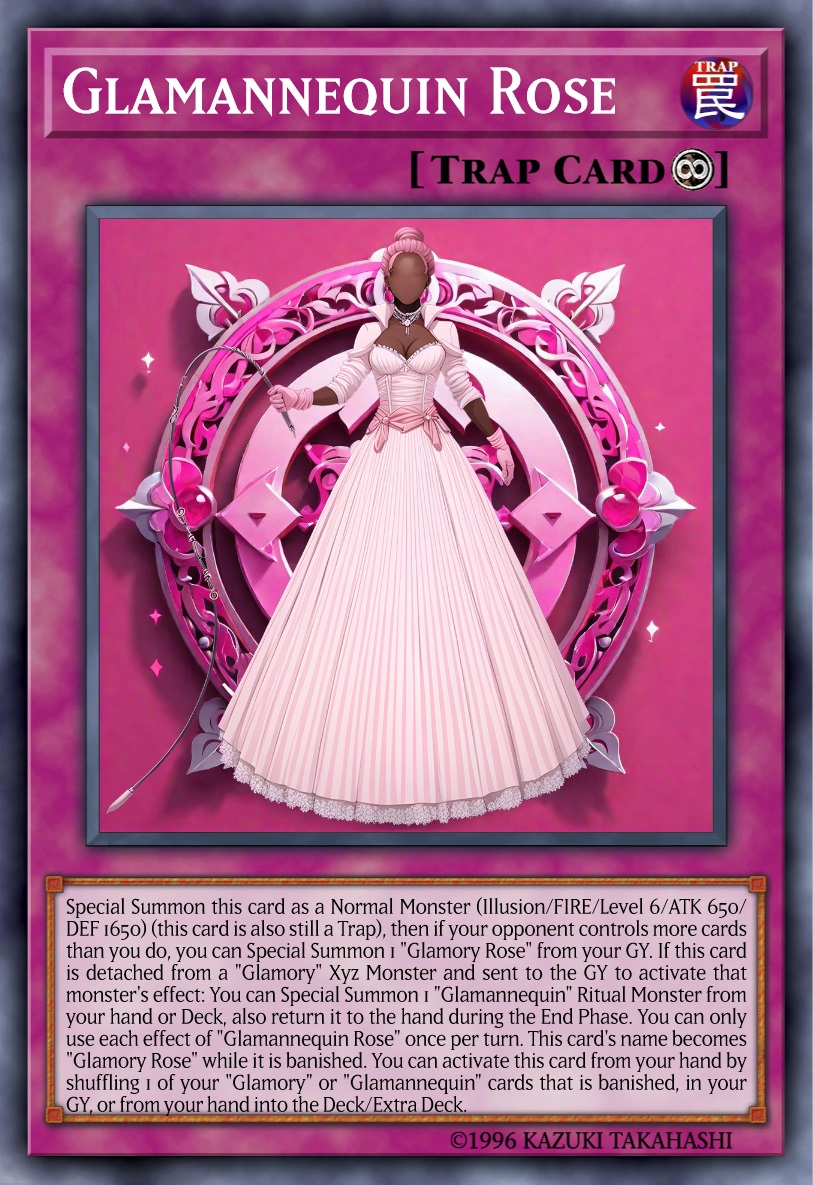 Glamannequin Rose
TRAP
罠
[Trap Card∞]
Special Summon this card as a Normal Monster (Illusion/FIRE/Level 6/ATK 650/
DEF 1650) (this card is also still a Trap), then if your opponent controls more cards
than you do, you can Special Summon 1 "Glamory Rose" from your GY. If this card
is detached from a "Glamory" Xyz Monster and sent to the GY to activate that
monster's effect: You can Special Summon 1 "Glamannequin" Ritual Monster from
your hand or Deck, also return it to the hand during the End Phase. You can only
use each effect of "Glamannequin Rose" once per turn. This card's name becomes
"Glamory Rose" while it is banished. You can activate this card from your hand by
shuffling 1 of your "Glamory" or "Glamannequin" cards that is banished, in your
GY, or from your hand into the Deck/Extra Deck.
©1996 KAZUKI TAKAHASHI